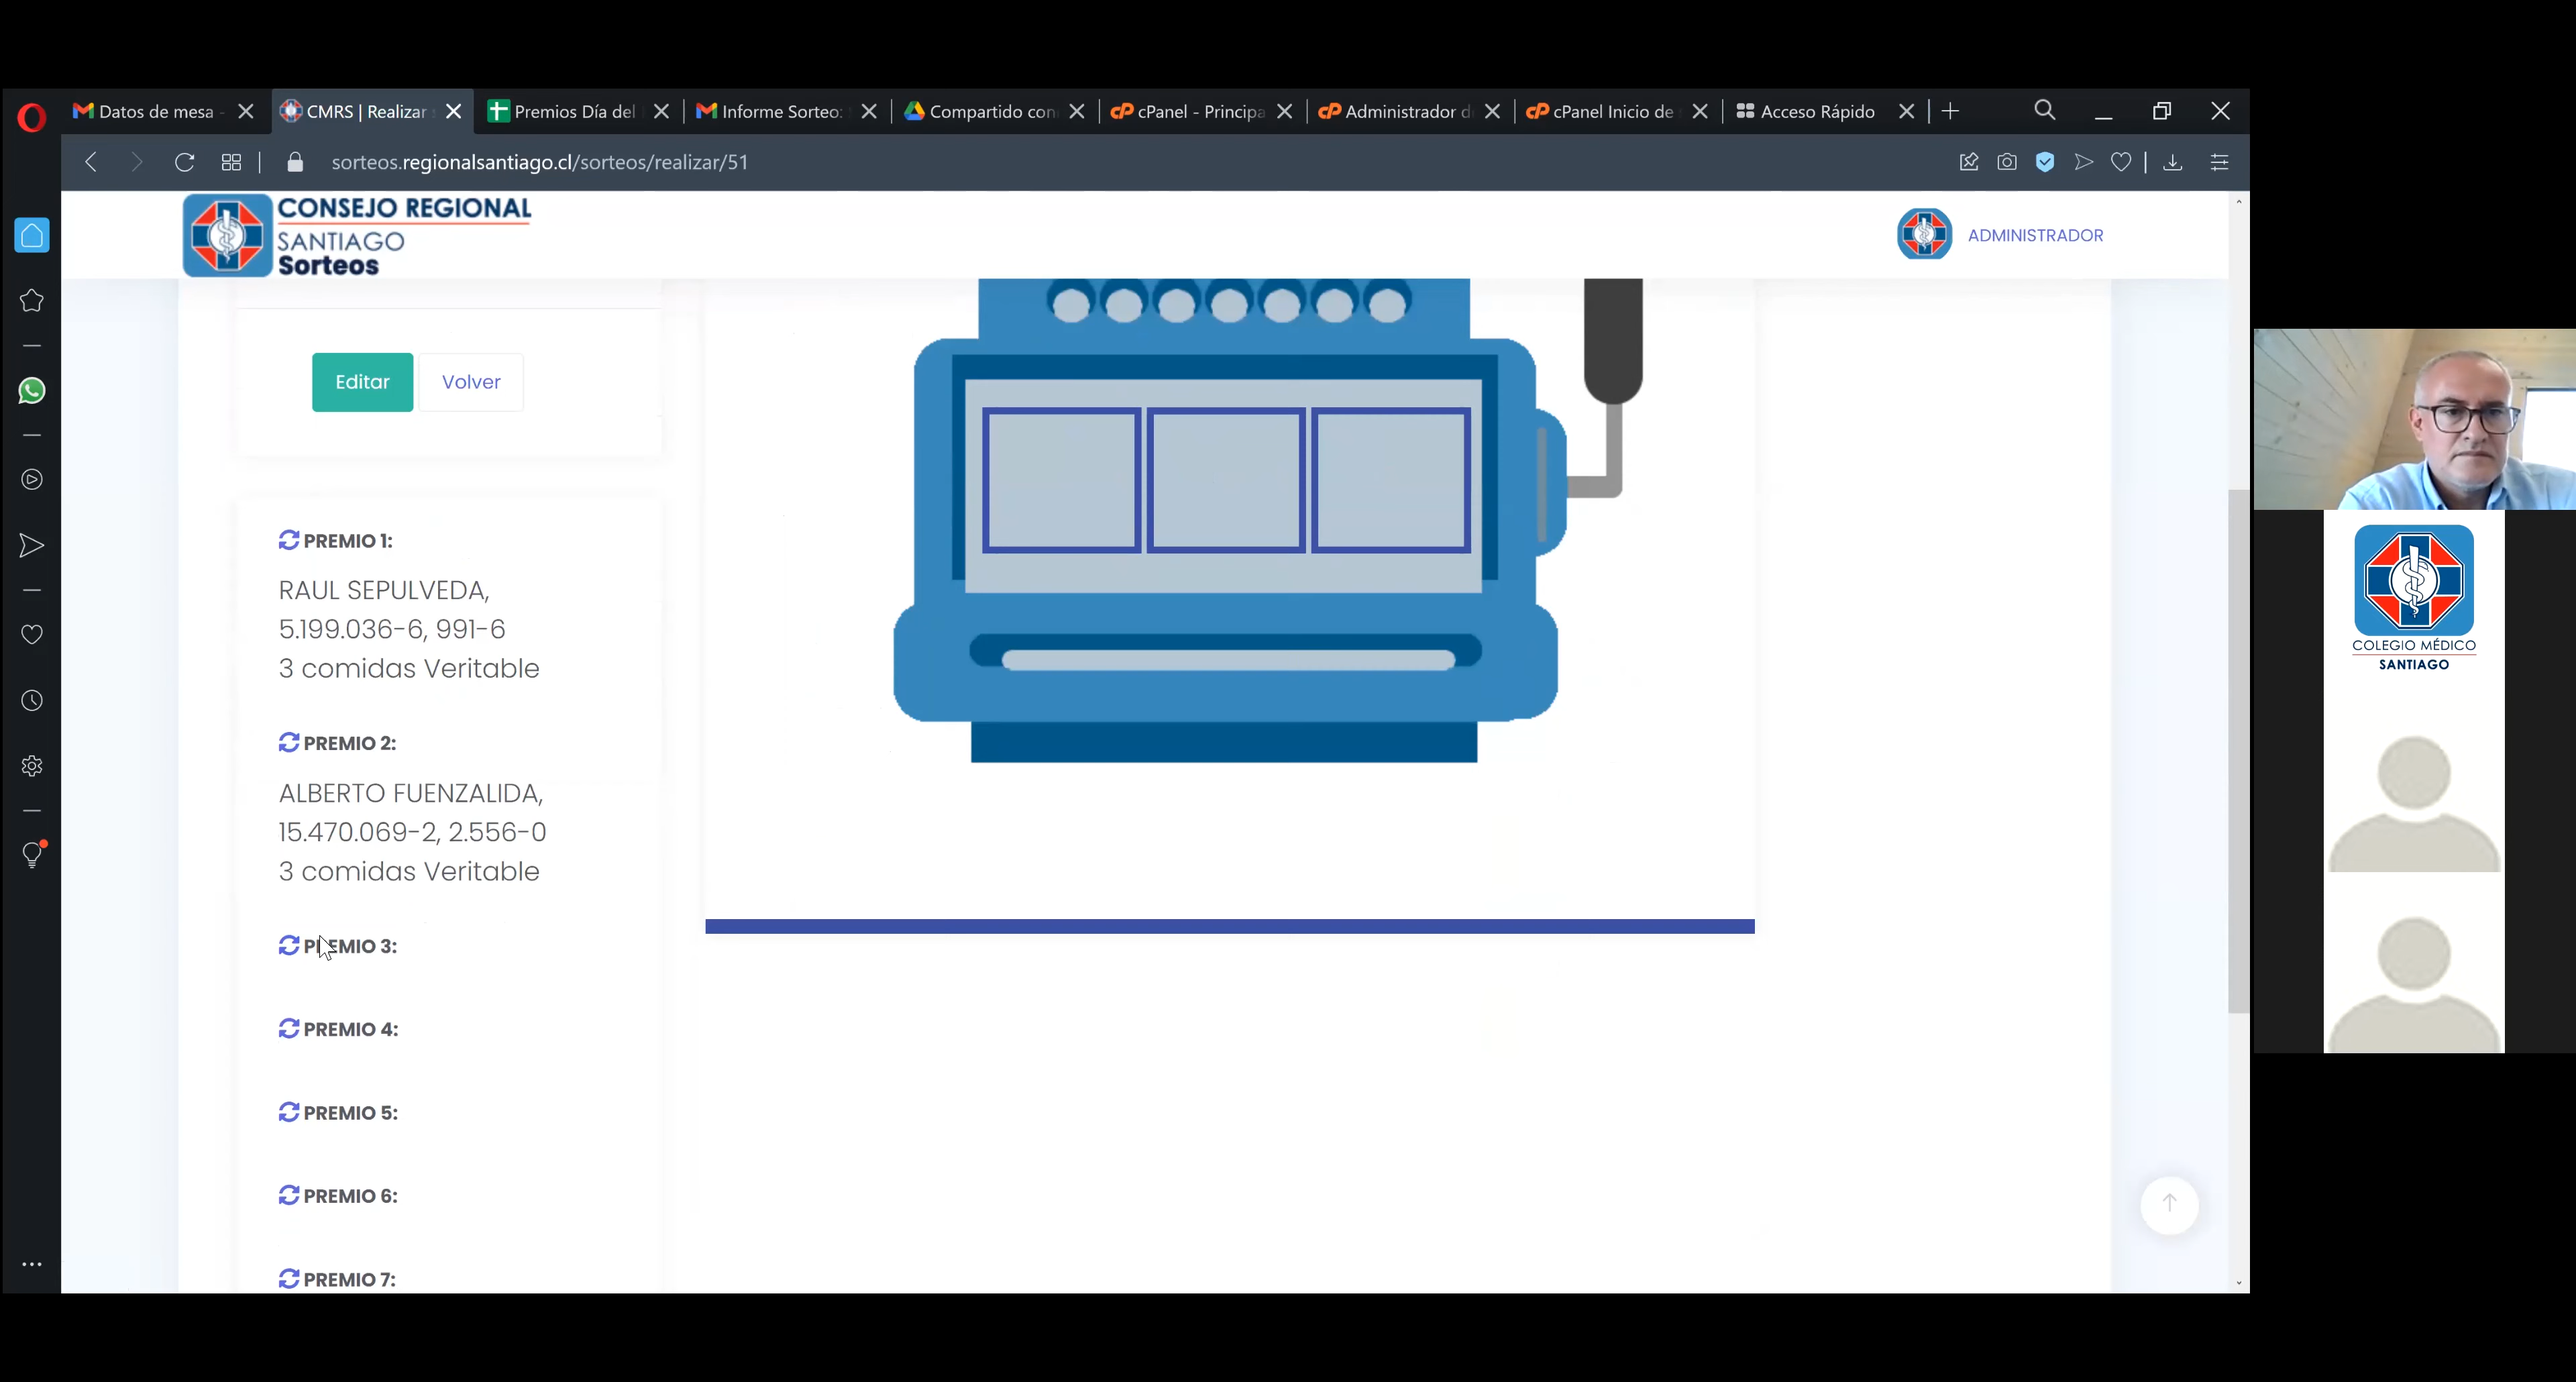 Datos de mesa -
CMRS | Realizar s
Premios Día del
Informe Sorteo:
Compartido con
cPanel - Principa
Administrador d
cPanel Inicio de
Acceso Rápido
sorteos.regionalsantiago.cl/sorteos/realizar/51
CONSEJO REGIONAL
SANTIAGO
Sorteos
ADMINISTRADOR
Editar
Volver
PREMIO 1:
RAUL SEPULVEDA,
5.199.036-6, 991-6
3 comidas Veritable
PREMIO 2:
ALBERTO FUENZALIDA,
15.470.069-2, 2.556-0
3 comidas Veritable
PREMIO 3:
PREMIO 4:
PREMIO 5:
PREMIO 6:
PREMIO 7:
COLEGIO MÉDICO
SANTIAGO